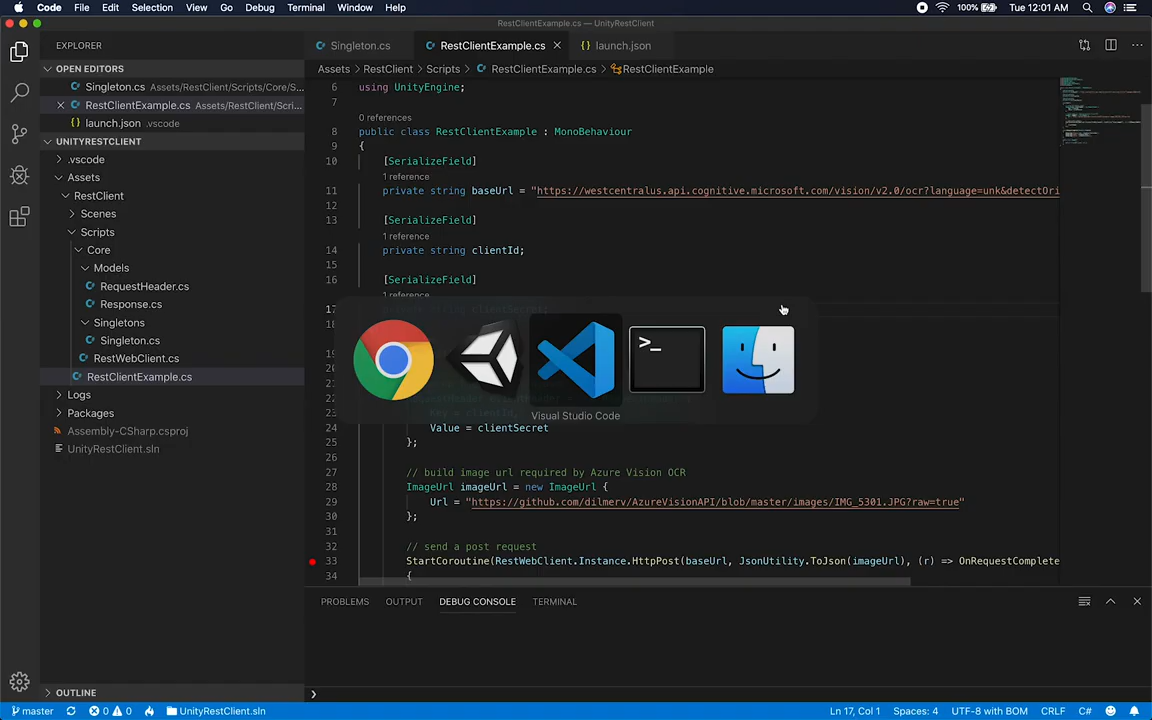 Code File Edit Selection View Go Debug Terminal Window Help 100% Tue 12:01 AM
RestClientExample.cs — UnityRestClient
EXPLORER
OPEN EDITORS
Singleton.cs Assets/RestClient/Scripts/Core/S...
RestClientExample.cs Assets/RestClient/Scri...
launch.json .vscode
UNITYRESTCLIENT
.vscode
Assets
RestClient
Scenes
Scripts
Core
Models
RequestHeader.cs
Response.cs
Singletons
Singleton.cs
RestWebClient.cs
RestClientExample.cs
Logs
Packages
Assembly-CSharp.csproj
UnityRestClient.sln
OUTLINE
Singleton.cs RestClientExample.cs launch.json
Assets RestClient Scripts RestClientExample.cs RestClientExample
6 using UnityEngine;
7
0 references
8 public class RestClientExample : MonoBehaviour
9 {
10 [SerializeField]
1 reference
11 private string baseUrl = "https://westcentralus.api.cognitive.microsoft.com/vision/v2.0/ocr?language=unk&detectOri
12
13 [SerializeField]
1 reference
14 private string clientId;
15
16 [SerializeField]
1 reference
17 private string clientSecret;
Key = clientId,
24 Value = clientSecret
25 };
26
27 // build image url required by Azure Vision OCR
28 ImageUrl imageUrl = new ImageUrl {
29 Url = "https://github.com/dilmerv/AzureVisionAPI/blob/master/images/IMG_5301.JPG?raw=true"
30 };
31
32 // send a post request
33 StartCoroutine(RestWebClient.Instance.HttpPost(baseUrl, JsonUtility.ToJson(imageUrl), (r) => OnRequestComplete
34 {
>_
Visual Studio Code
PROBLEMS OUTPUT DEBUG CONSOLE TERMINAL
master 0 0 UnityRestClient.sln Ln 17, Col 1 Spaces: 4 UTF-8 with BOM CRLF C#